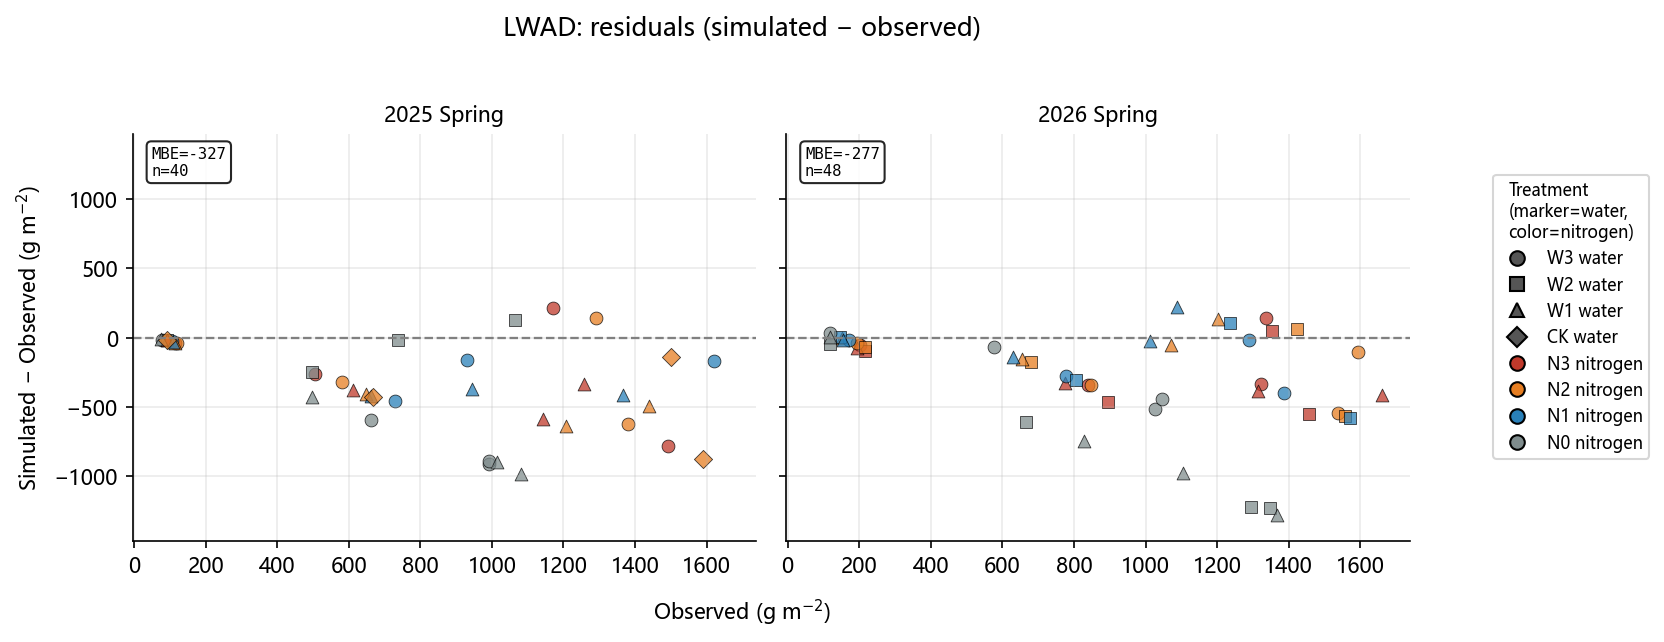 LWAD: residuals (simulated − observed)
2025 Spring
2026 Spring
MBE=-327
n=40
MBE=-277
n=48
Simulated − Observed (g m⁻²)
1000
500
0
−500
−1000
0 200 400 600 800 1000 1200 1400 1600
0 200 400 600 800 1000 1200 1400 1600
Observed (g m⁻²)
Treatment
(marker=water,
color=nitrogen)
W3 water
W2 water
W1 water
CK water
N3 nitrogen
N2 nitrogen
N1 nitrogen
N0 nitrogen